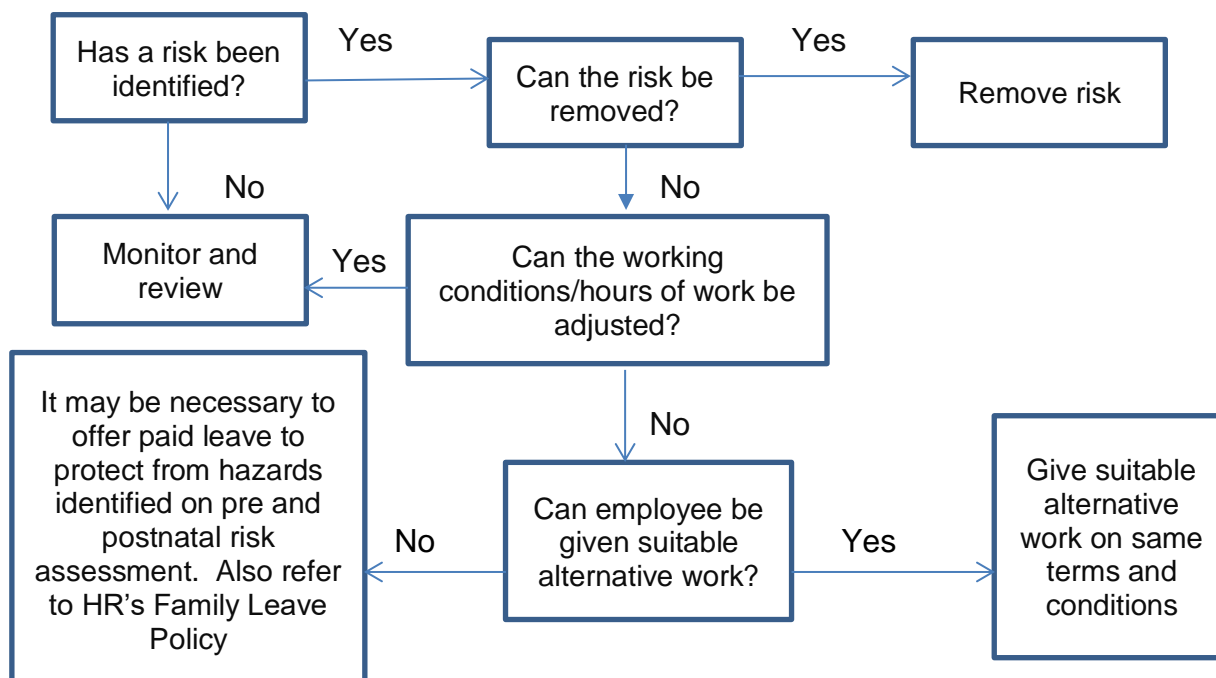 Has a risk been
identified?
Yes
Can the risk be
removed?
Yes
Remove risk
No
No
Monitor and
review
Yes
Can the working
conditions/hours of work be
adjusted?
No
It may be necessary to
offer paid leave to
protect from hazards
identified on pre and
postnatal risk
assessment.  Also refer
to HR’s Family Leave
Policy
No
Can employee be
given suitable
alternative work?
Yes
Give suitable
alternative
work on same
terms and
conditions